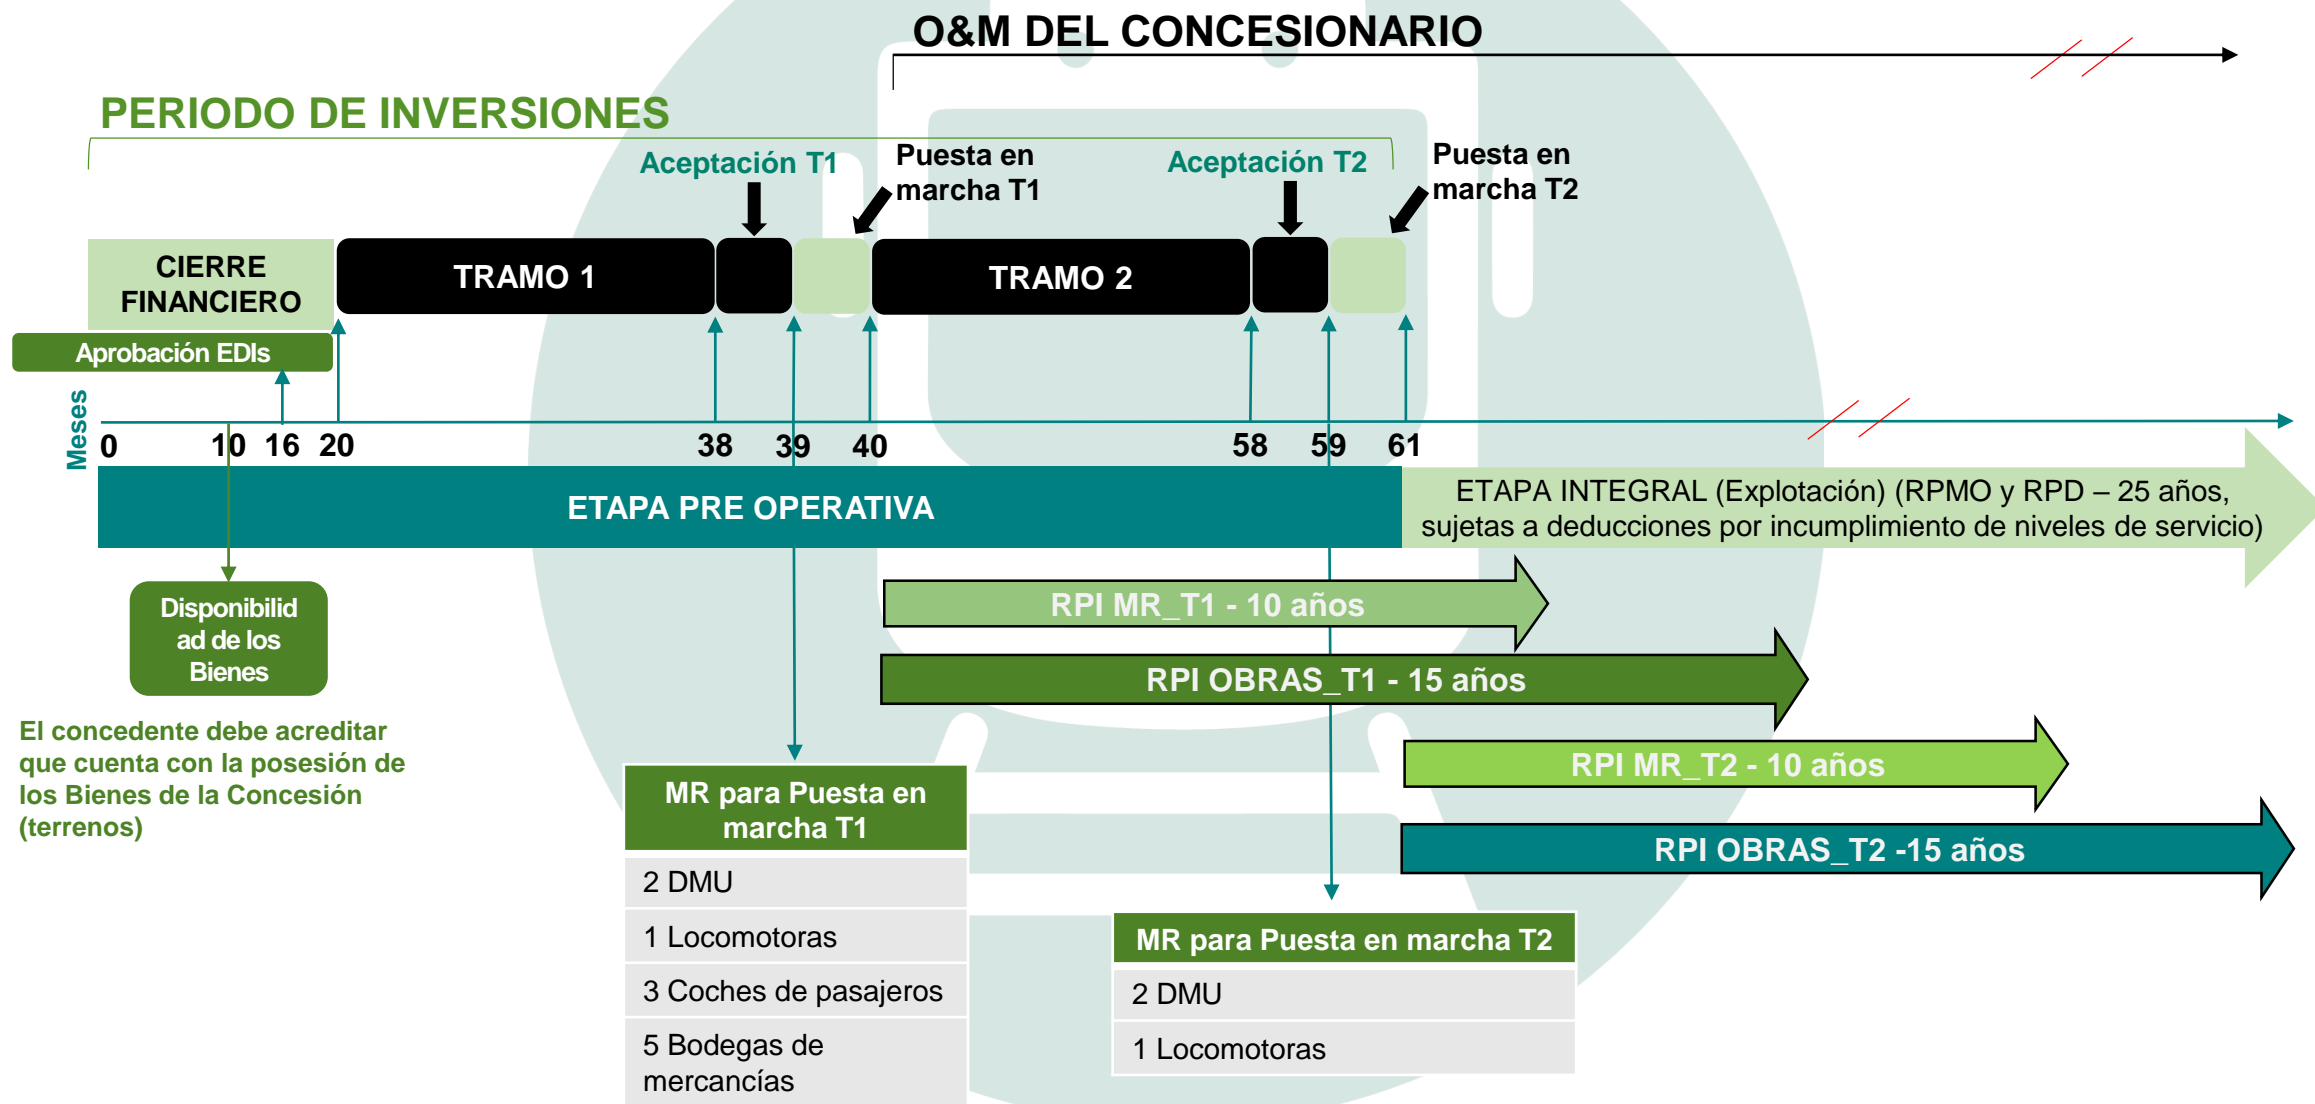 O&M DEL CONCESIONARIO
PERIODO DE INVERSIONES
Aceptación T1
Puesta en
marcha T1
Aceptación T2
Puesta en
marcha T2
CIERRE
FINANCIERO
TRAMO 1
TRAMO 2
Aprobación EDIs
Meses
0 10 16 20 38 39 40 58 59 61
ETAPA PRE OPERATIVA
ETAPA INTEGRAL (Explotación) (RPMO y RPD – 25 años,
sujetas a deducciones por incumplimiento de niveles de servicio)
Disponibilid
ad de los
Bienes
RPI MR_T1 - 10 años
RPI OBRAS_T1 - 15 años
El concedente debe acreditar
que cuenta con la posesión de
los Bienes de la Concesión
(terrenos)
RPI MR_T2 - 10 años
RPI OBRAS_T2 -15 años
MR para Puesta en
marcha T1
2 DMU
1 Locomotoras
3 Coches de pasajeros
5 Bodegas de
mercancías
MR para Puesta en marcha T2
2 DMU
1 Locomotoras